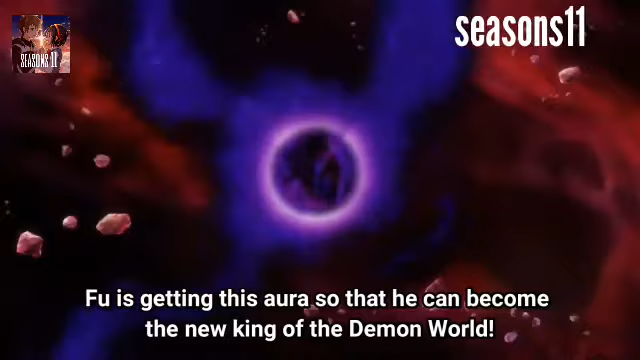 seasons11
SEASONS 11
Fu is getting this aura so that he can become
the new king of the Demon World!